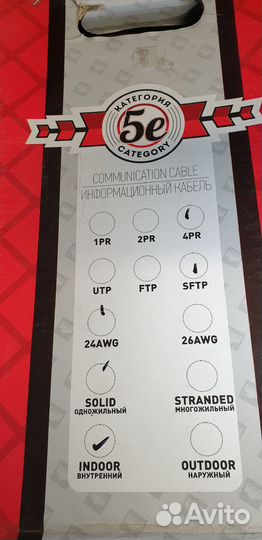 КАТЕГОРИЯ
5e
CATEGORY
COMMUNICATION CABLE
ИНФОРМАЦИОННЫЙ КАБЕЛЬ
1PR 2PR 4PR
UTP FTP SFTP
24AWG 26AWG
SOLID STRANDED
ОДНОЖИЛЬНЫЙ МНОГОЖИЛЬНЫЙ
INDOOR OUTDOOR
ВНУТРЕННИЙ НАРУЖНЫЙ
Avito